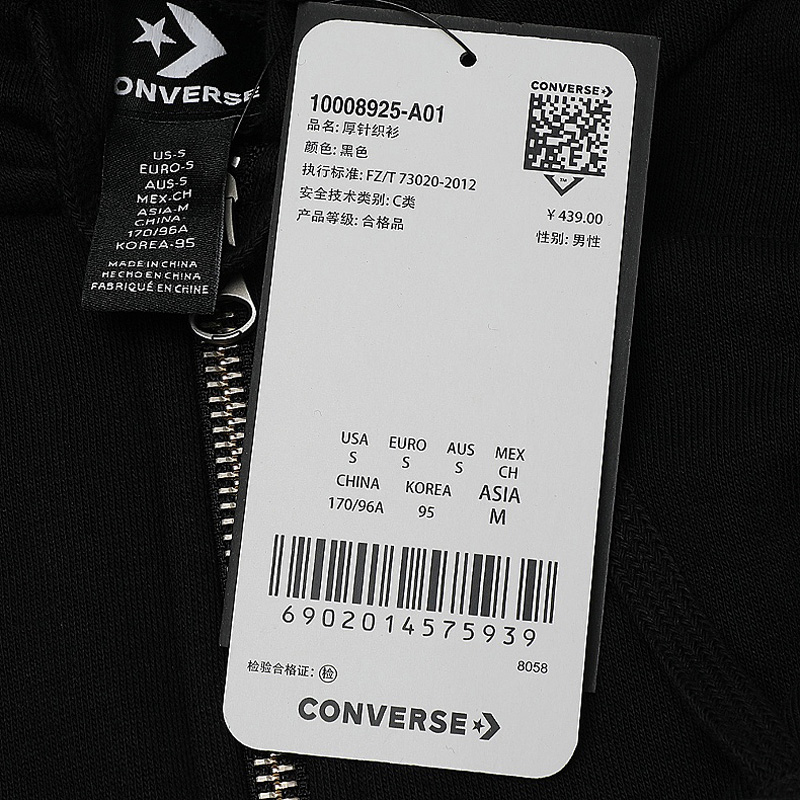 CONVERSE
US-S
EURO-S
AUS-S
MEX-CH
ASIA-M
CHINA-
170/96A
KOREA-95
MADE IN CHINA
HECHO EN CHINA
FABRIQUÉ EN CHINE
CONVERSE
10008925-A01
品名: 厚针织衫
颜色: 黑色
执行标准: FZ/T 73020-2012
安全技术类别: C类
产品等级: 合格品
TM
¥ 439.00
性别: 男性
USA EURO AUS MEX
S S S CH
CHINA KOREA ASIA
170/96A 95 M
6902014575939
检验合格证: 检
8058
CONVERSE